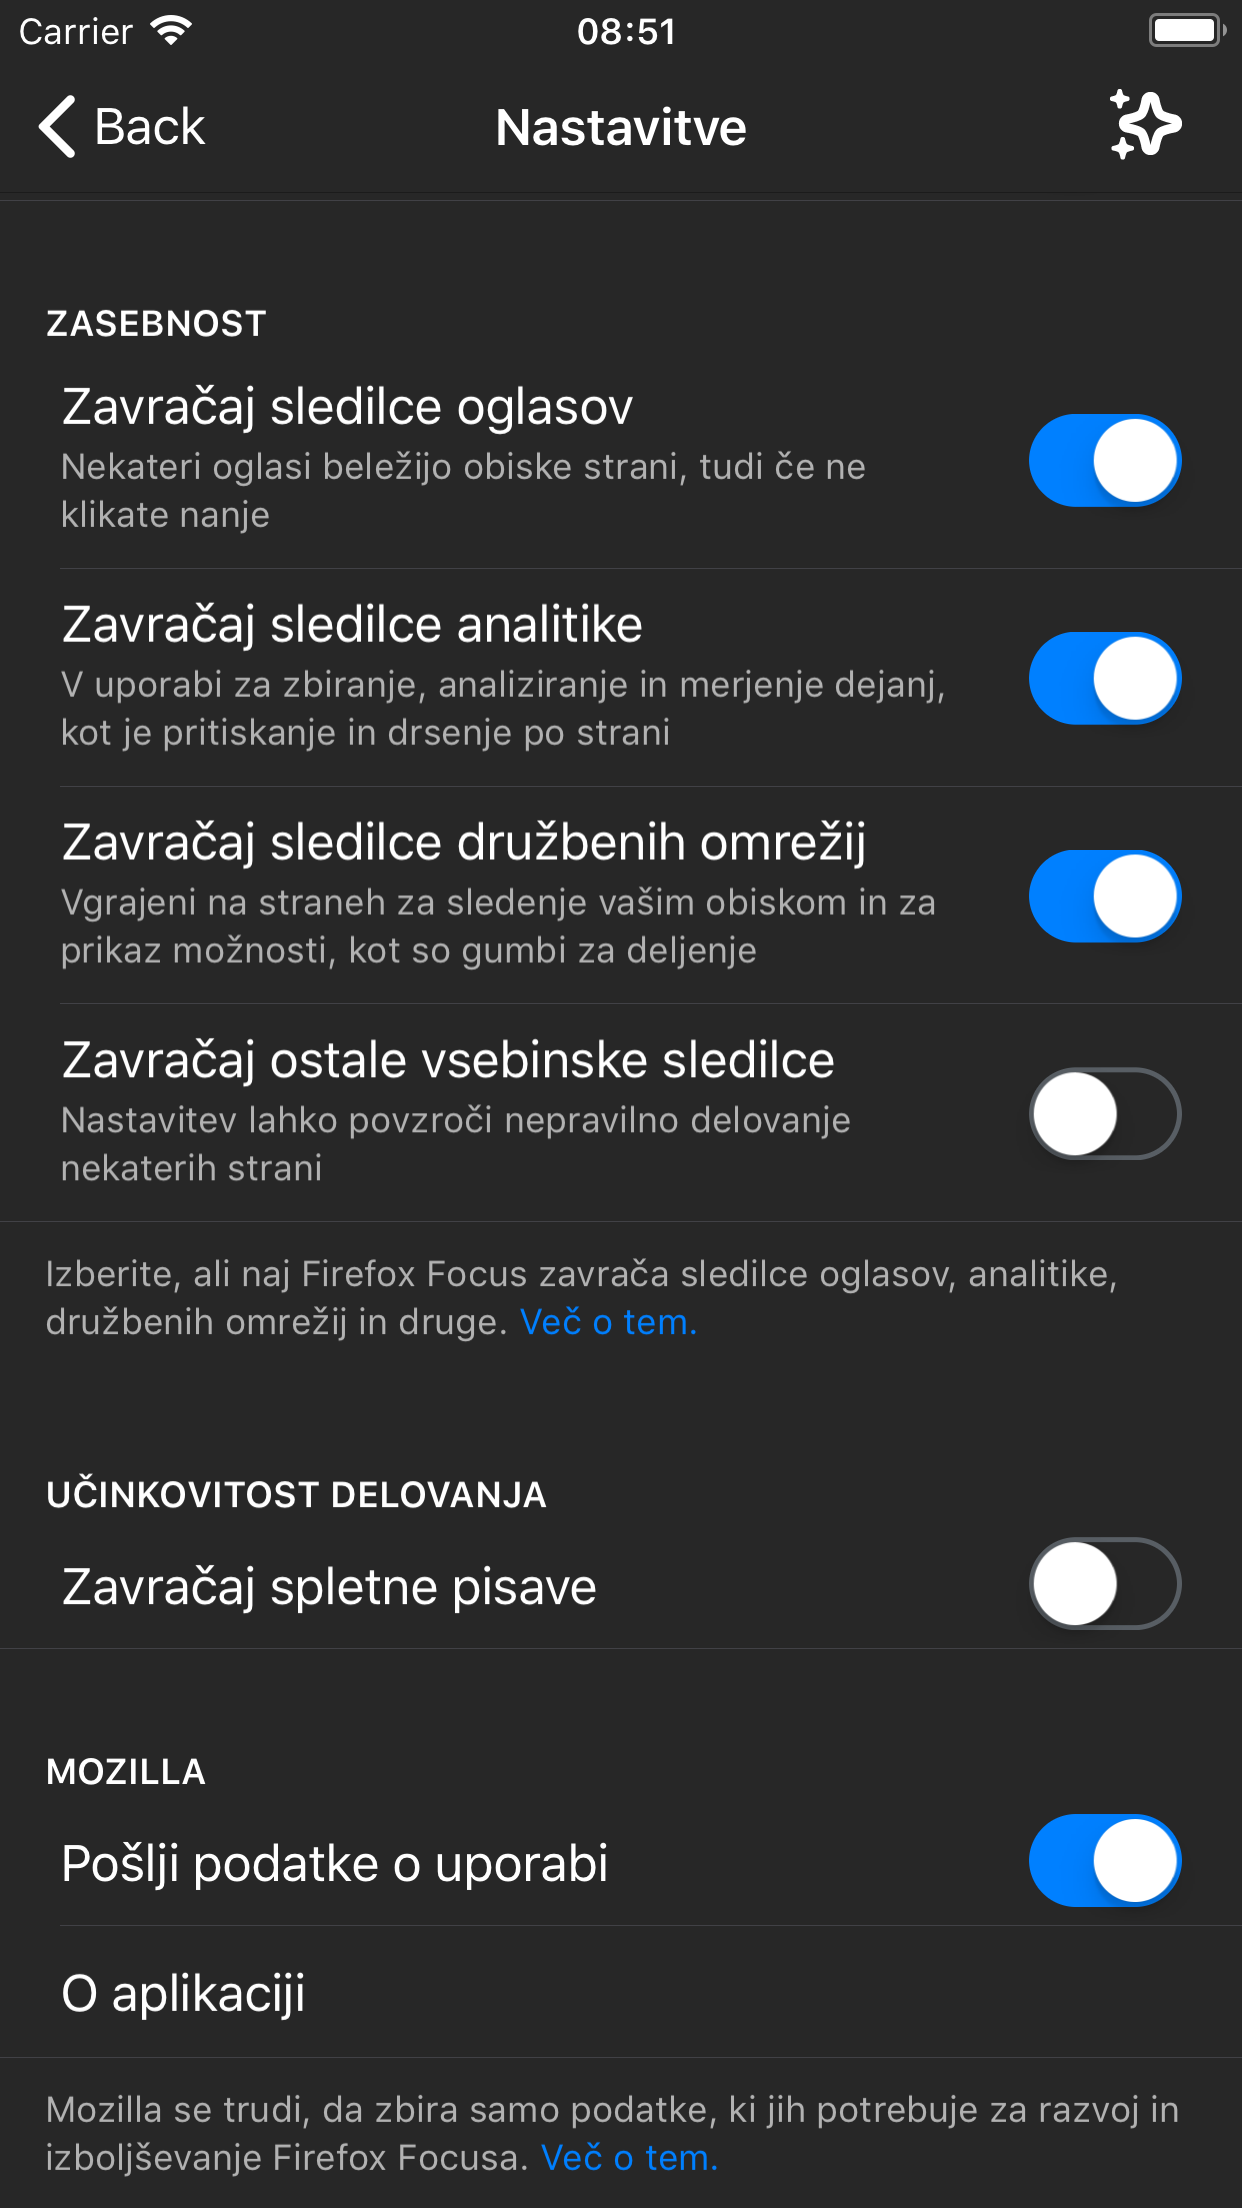 Carrier
08:51
Back
Nastavitve
ZASEBNOST
Zavračaj sledilce oglasov
Nekateri oglasi beležijo obiske strani, tudi če ne
klikate nanje
Zavračaj sledilce analitike
V uporabi za zbiranje, analiziranje in merjenje dejanj,
kot je pritiskanje in drsenje po strani
Zavračaj sledilce družbenih omrežij
Vgrajeni na straneh za sledenje vašim obiskom in za
prikaz možnosti, kot so gumbi za deljenje
Zavračaj ostale vsebinske sledilce
Nastavitev lahko povzroči nepravilno delovanje
nekaterih strani
Izberite, ali naj Firefox Focus zavrača sledilce oglasov, analitike,
družbenih omrežij in druge. Več o tem.
UČINKOVITOST DELOVANJA
Zavračaj spletne pisave
MOZILLA
Pošlji podatke o uporabi
O aplikaciji
Mozilla se trudi, da zbira samo podatke, ki jih potrebuje za razvoj in
izboljševanje Firefox Focusa. Več o tem.